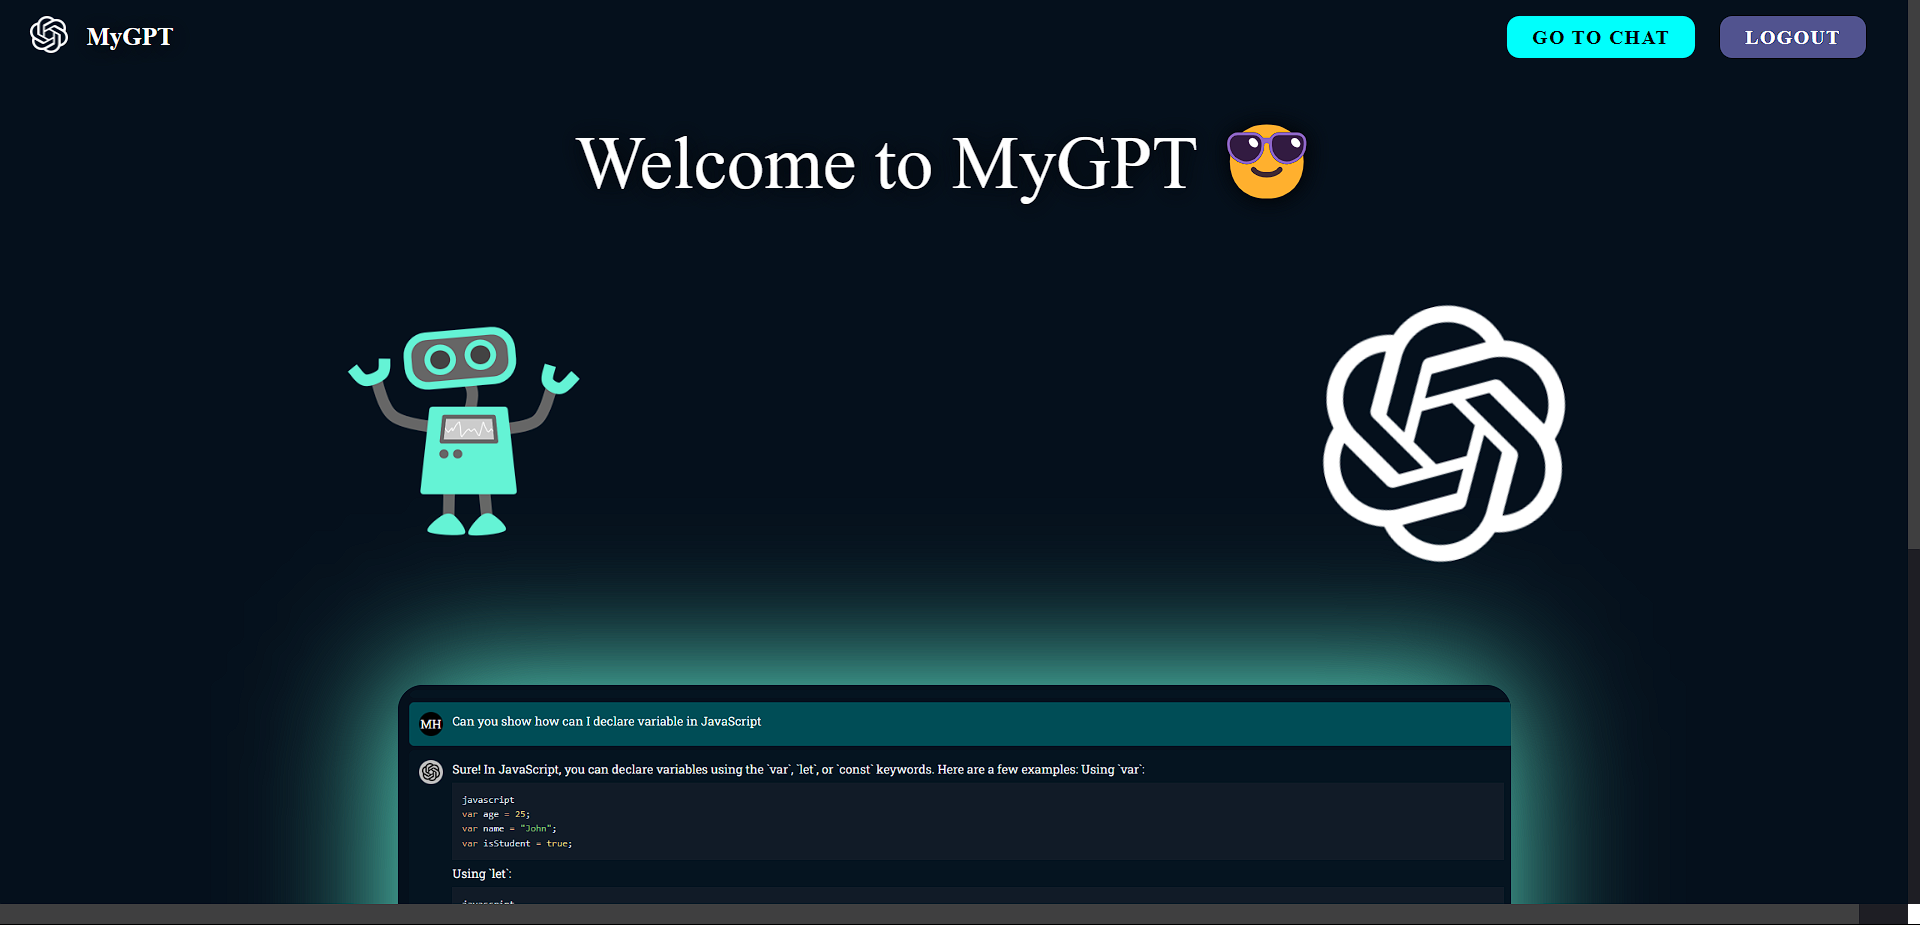 MyGPT
GO TO CHAT
LOGOUT
Welcome to MyGPT 😎
MH
Can you show how can I declare variable in JavaScript
Sure! In JavaScript, you can declare variables using the `var`, `let`, or `const` keywords. Here are a few examples: Using `var`:
javascript
var age = 25;
var name = "John";
var isStudent = true;
Using `let`: